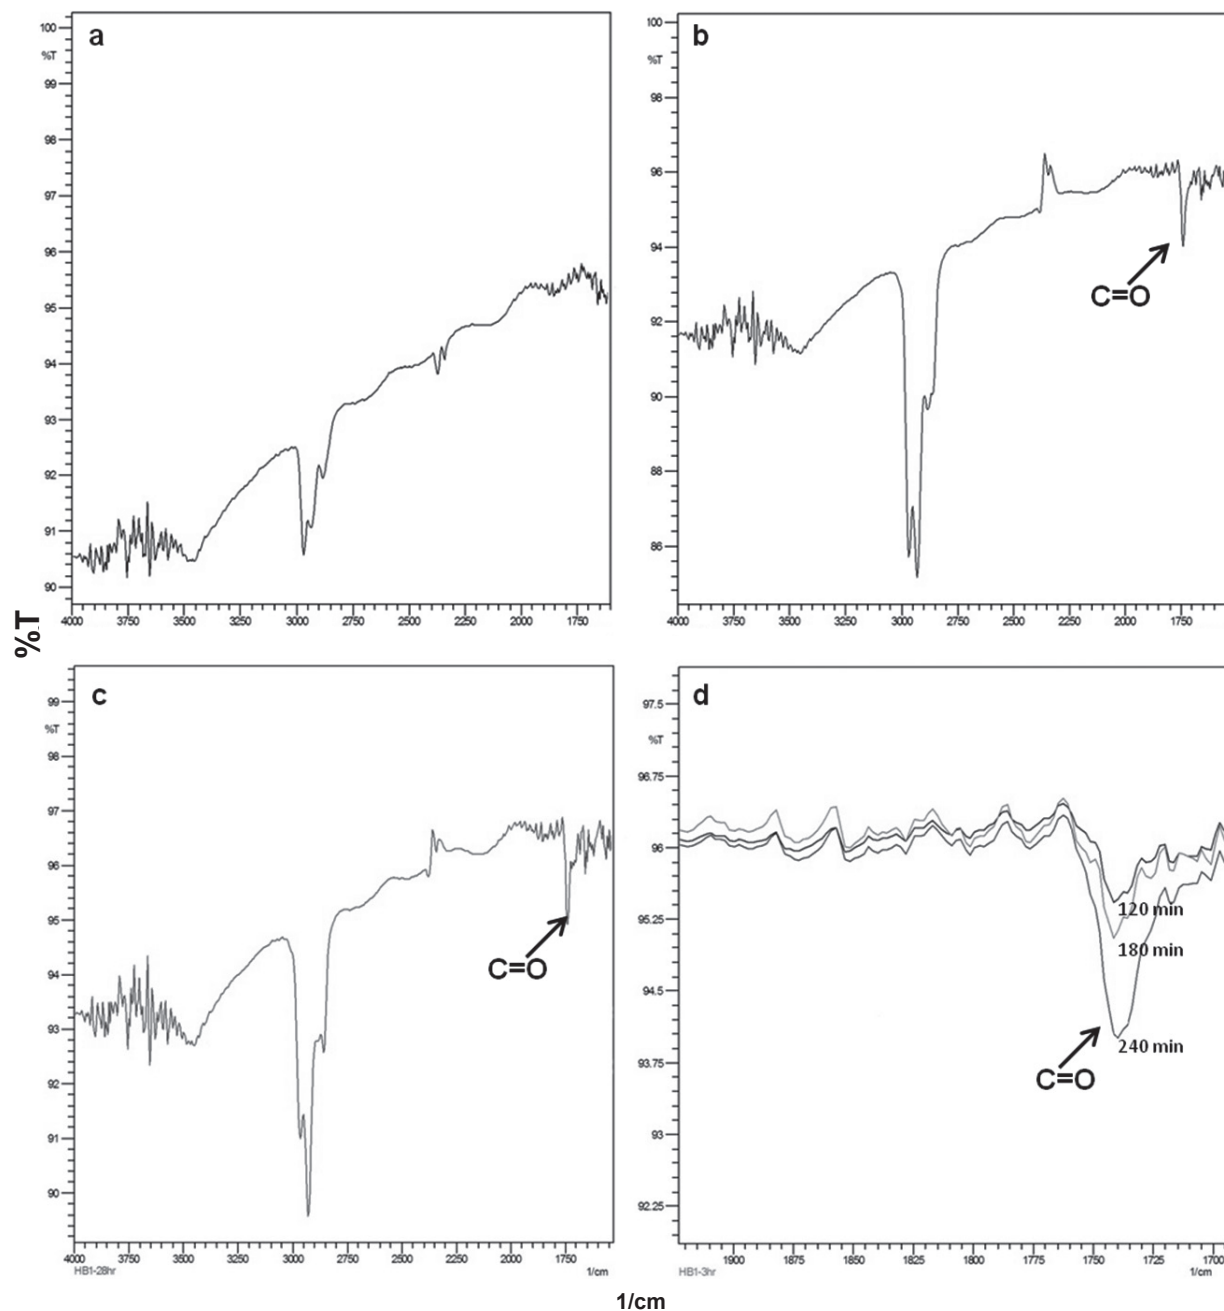 a
100
%T
99
98
97
96
95
94
93
92
91
90
4000 3750 3500 3250 3000 2750 2500 2250 2000 1750
b
100
%T
98
96
94
92
90
88
86
C=O
4000 3750 3500 3250 3000 2750 2500 2250 2000 1750
%T
c
99
%T
98
97
96
95
94
93
92
91
90
C=O
4000 3750 3500 3250 3000 2750 2500 2250 2000 1750
HB1-28hr 1/cm
d
97.5
%T
96.75
96
95.25
94.5
93.75
93
92.25
120 min
180 min
240 min
C=O
1900 1875 1850 1825 1800 1775 1750 1725 1700
HB1-3hr 1/cm
1/cm